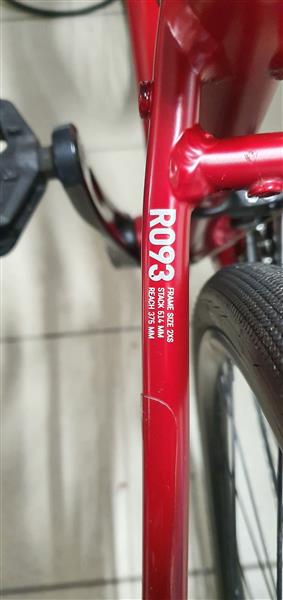 R093
FRAME SIZE 2XS
STACK 514 MM
REACH 375 MM